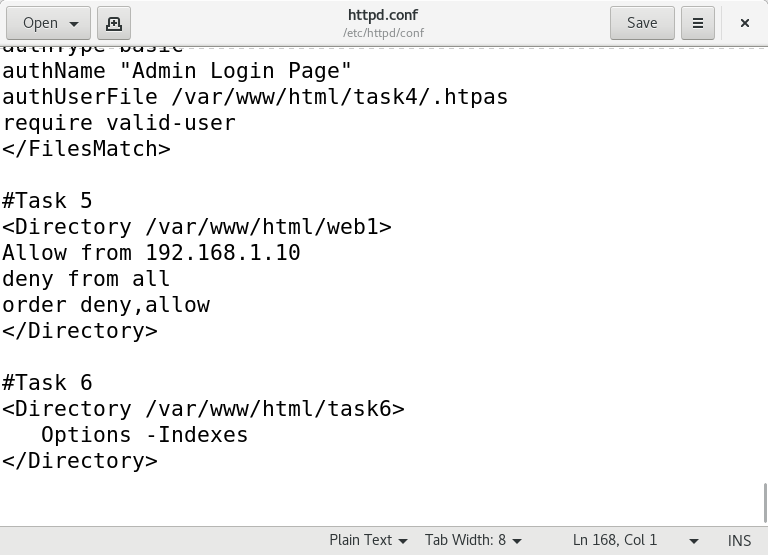 Open
httpd.conf
/etc/httpd/conf
Save
authType basic
authName "Admin Login Page"
authUserFile /var/www/html/task4/.htpas
require valid-user
</FilesMatch>
#Task 5
<Directory /var/www/html/web1>
Allow from 192.168.1.10
deny from all
order deny,allow
</Directory>
#Task 6
<Directory /var/www/html/task6>
   Options -Indexes
</Directory>
Plain Text Tab Width: 8 Ln 168, Col 1 INS